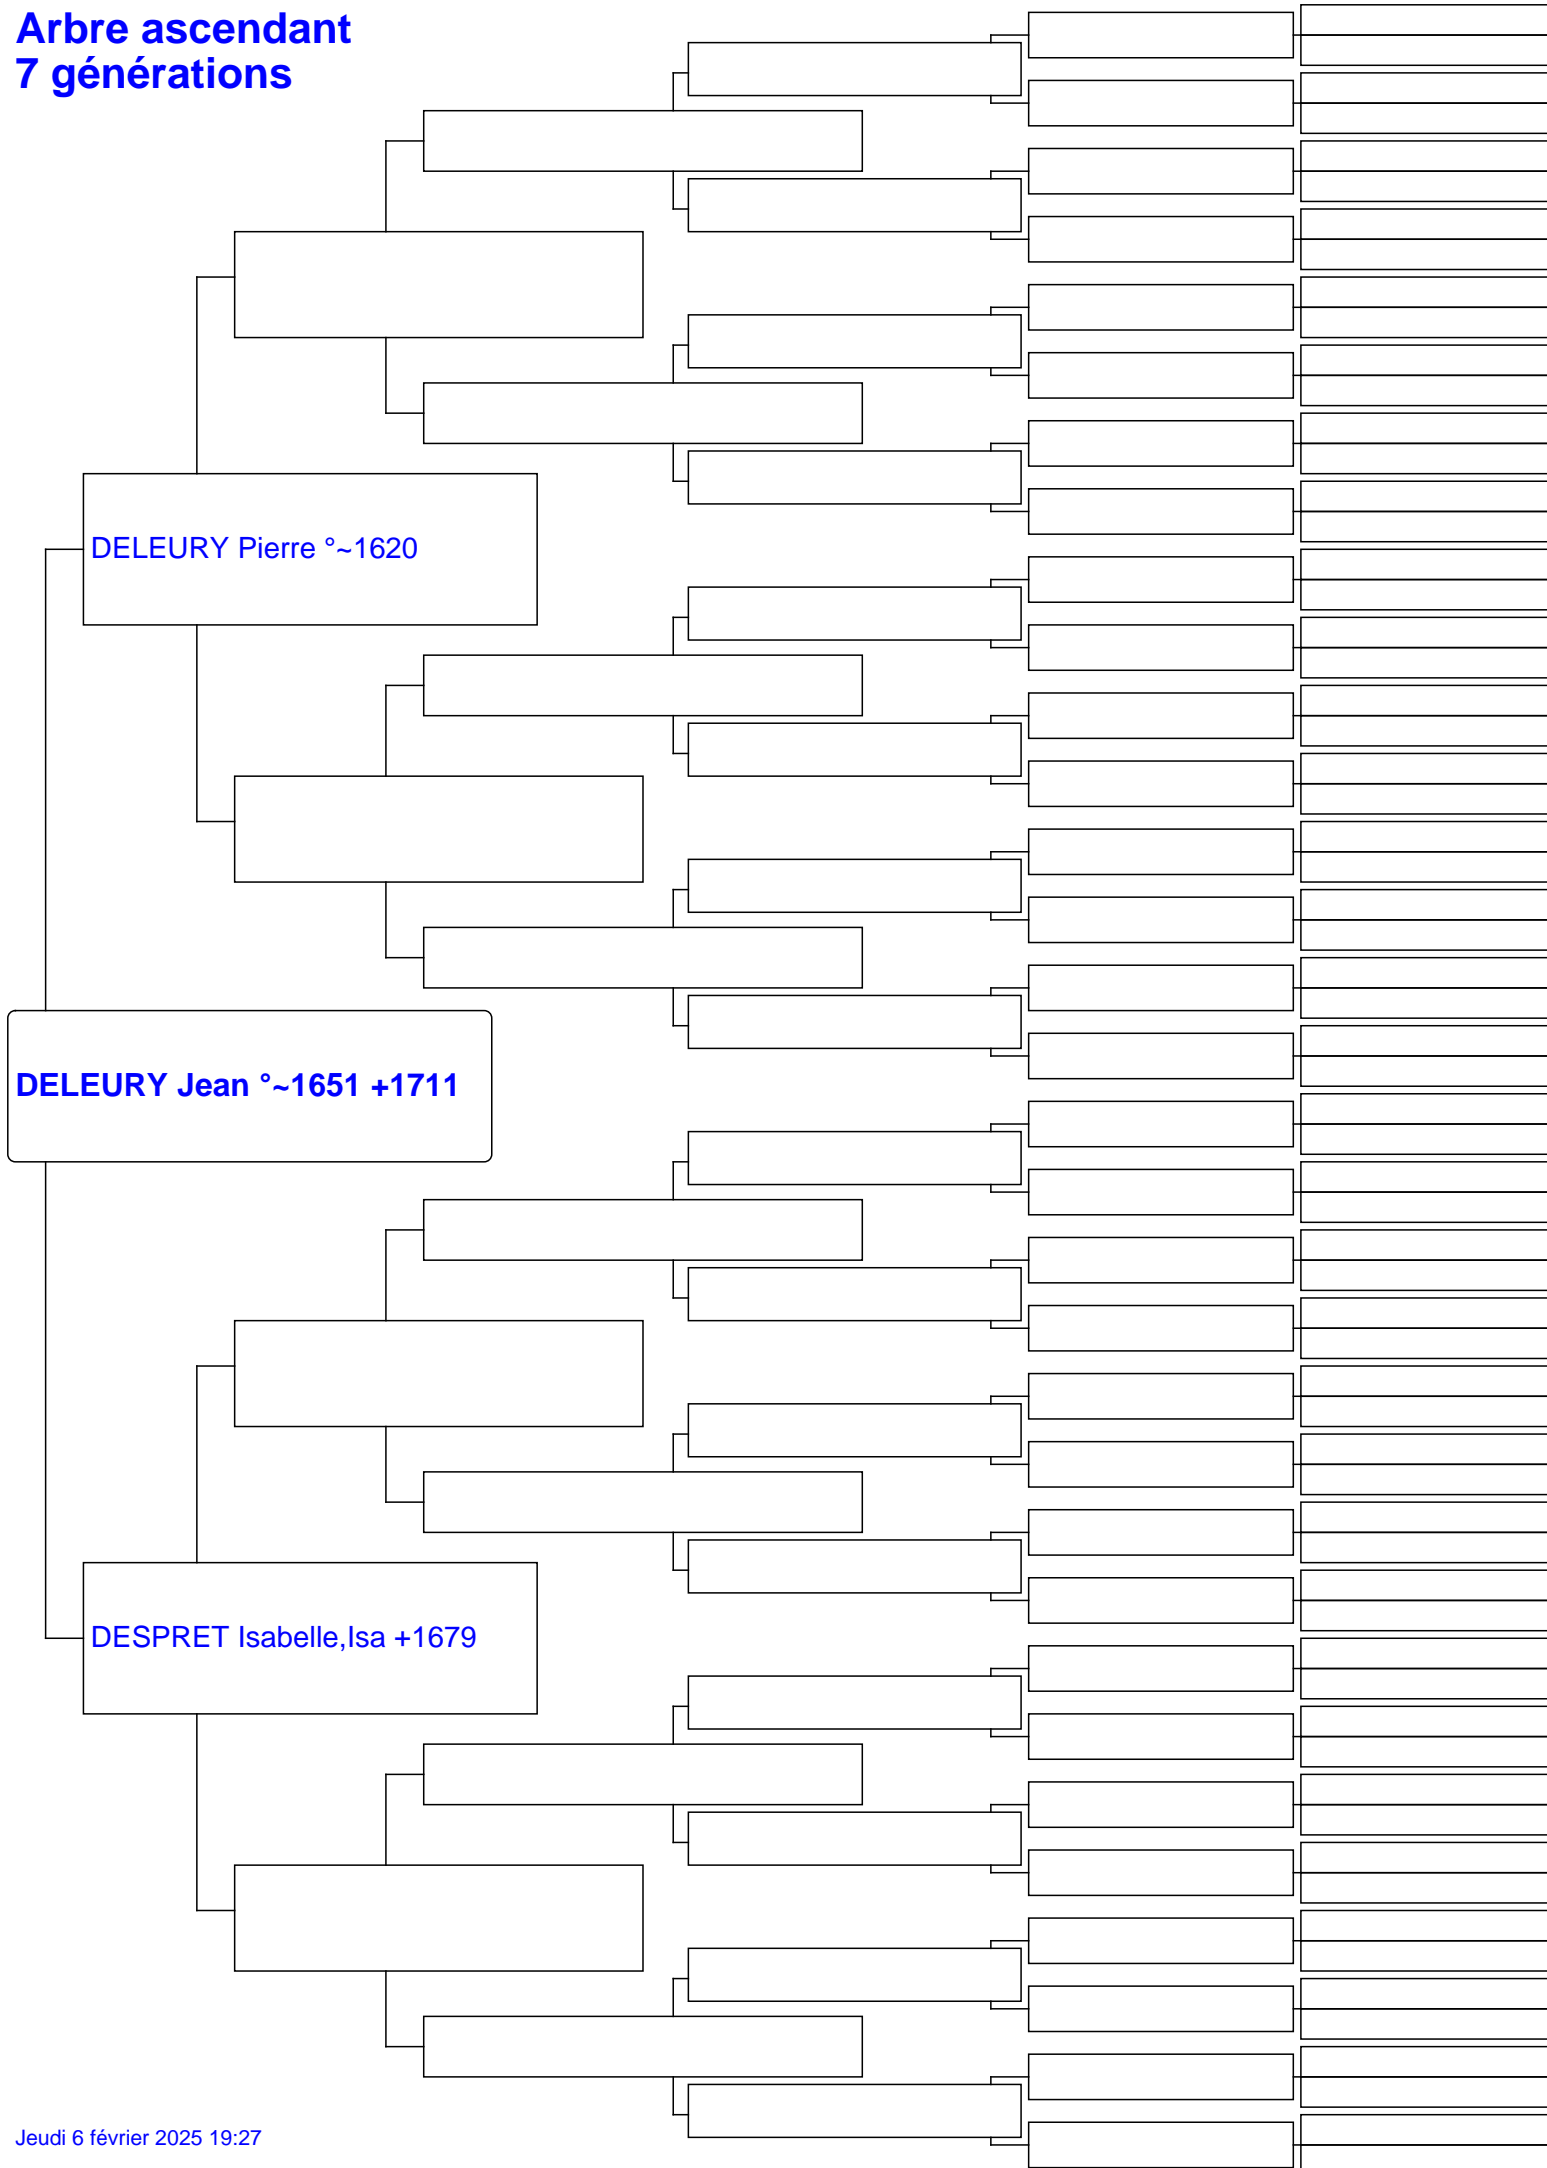 Arbre ascendant
7 générations
DELEURY Pierre °~1620
DELEURY Jean °~1651 +1711
DESPRET Isabelle,Isa +1679
Jeudi 6 février 2025 19:27